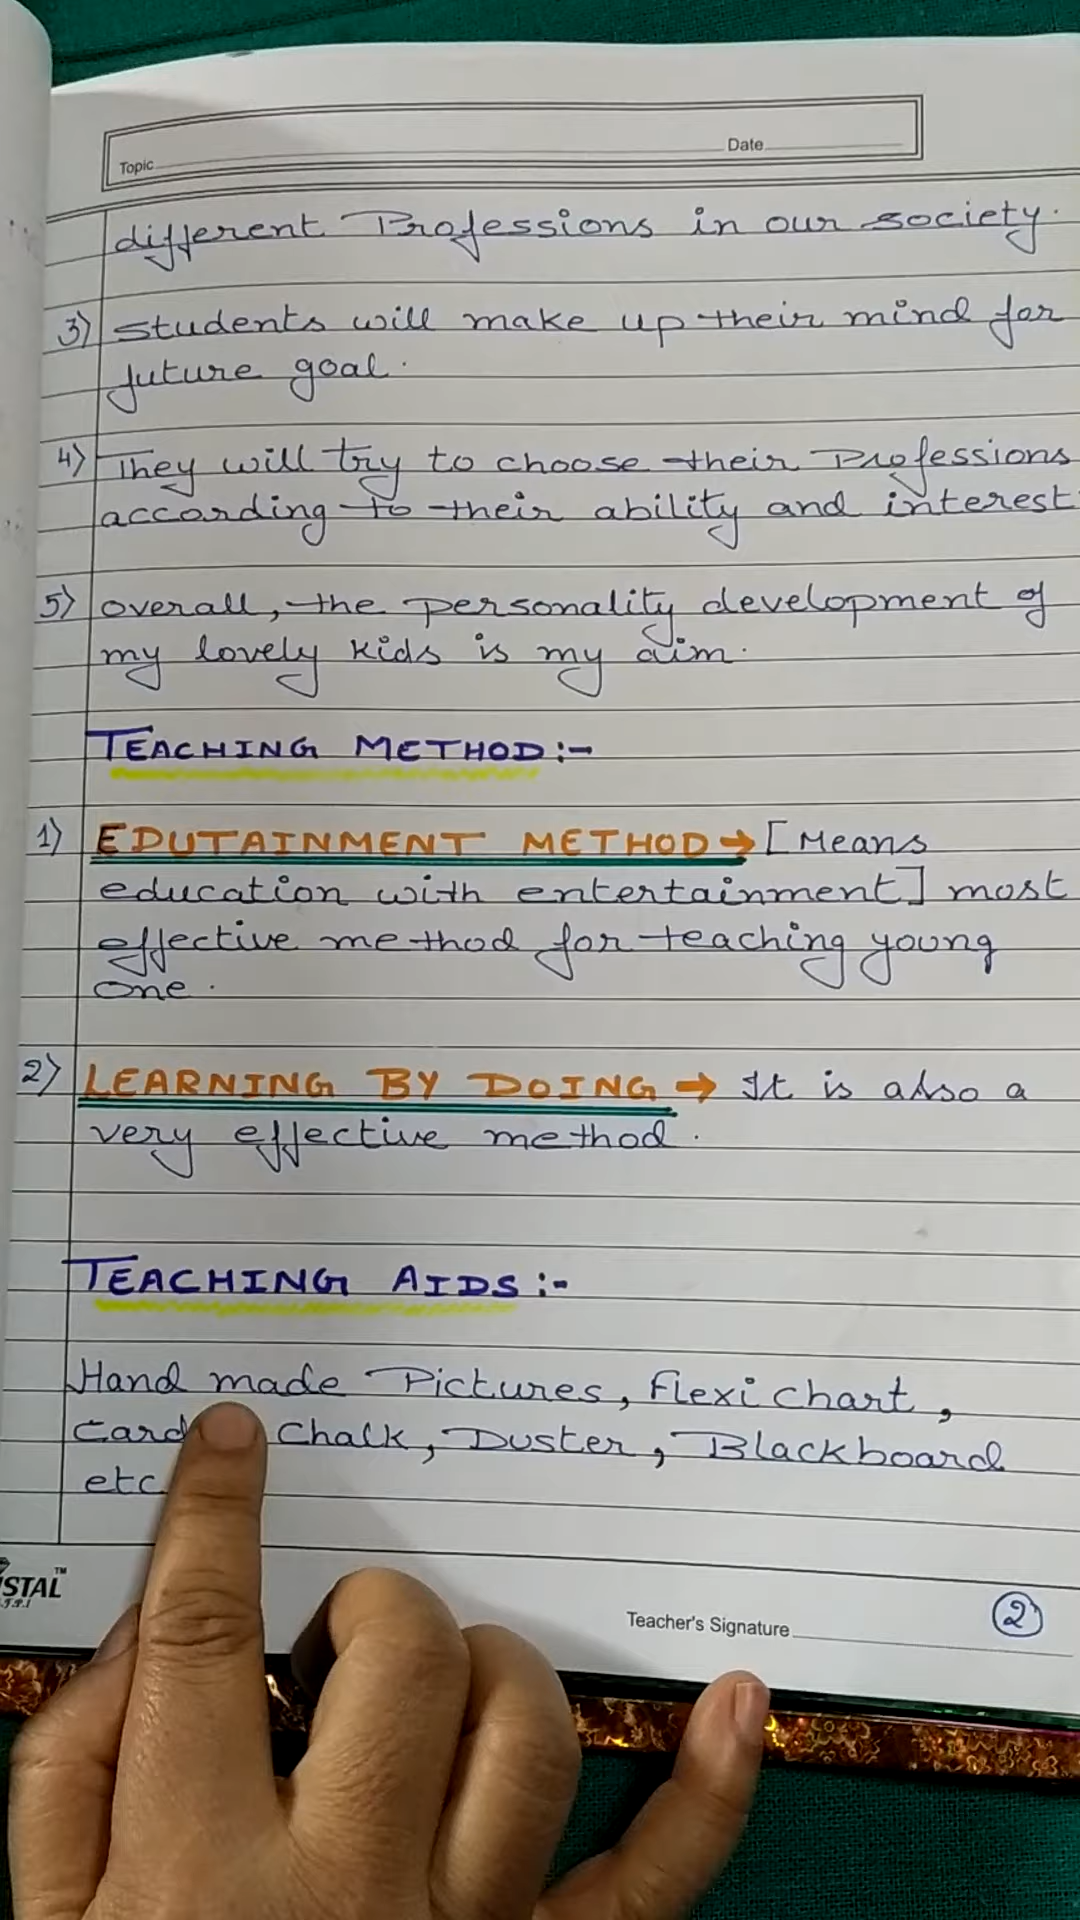 Topic
Date
different Professions in our society.
3) Students will make up their mind for
future goal.
4) They will try to choose their Professions
according to their ability and interest
5) overall, the personality development of
my lovely kids is my aim.
TEACHING METHOD:-
1) EDUTAINMENT METHOD → [Means
education with entertainment] most
effective method for teaching young
one.
2) LEARNING BY DOING → It is also a
very effective method.
TEACHING AIDS:-
Hand made Pictures, Flexi chart,
Chalk, Duster, Blackboard
etc
STAL™
Teacher's Signature
2